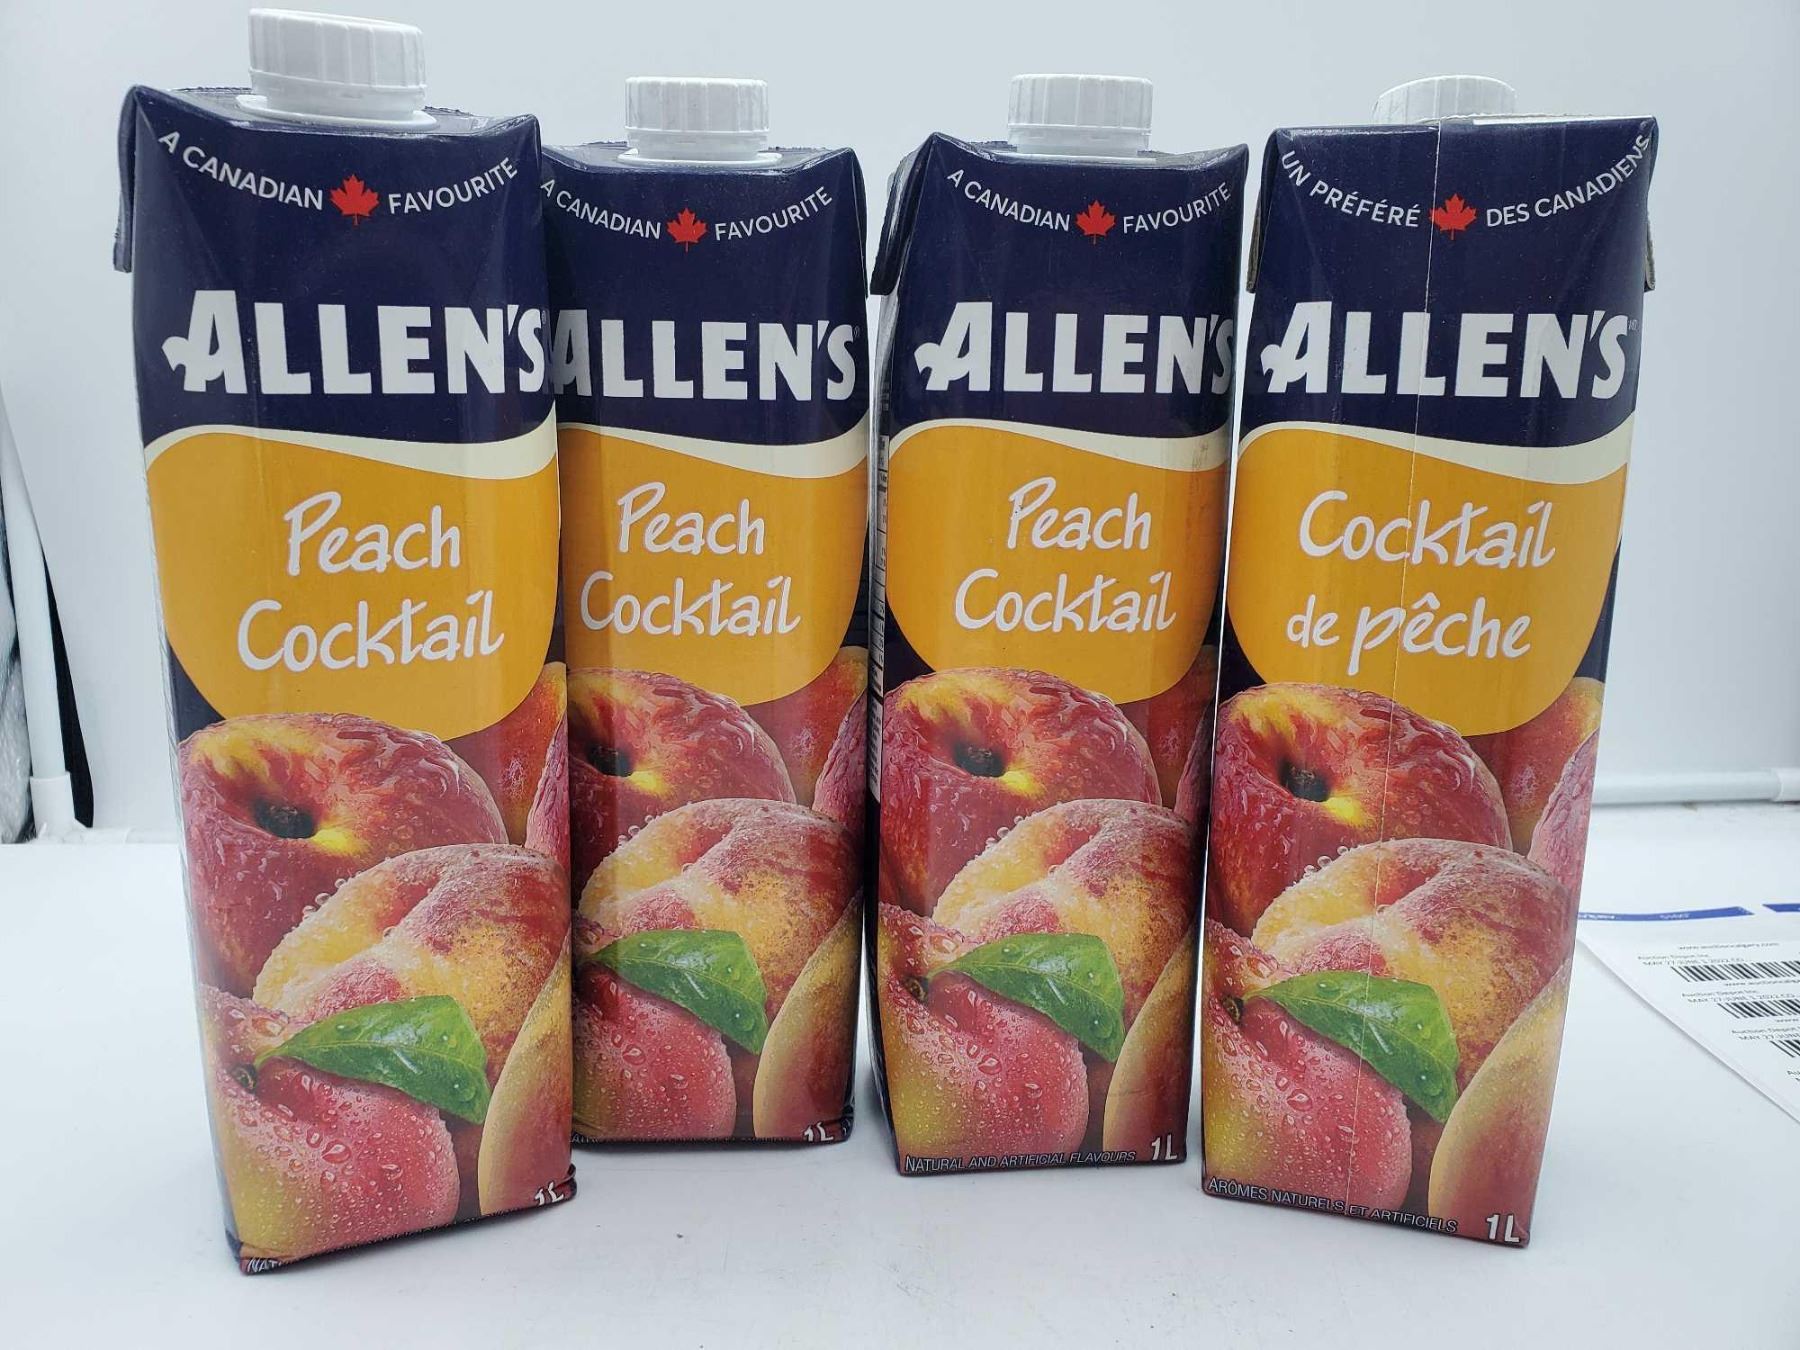 A CANADIAN FAVOURITE
ALLEN'S
Peach
Cocktail
1L
A CANADIAN FAVOURITE
ALLEN'S
Peach
Cocktail
1L
A CANADIAN FAVOURITE
ALLEN'S
Peach
Cocktail
NATURAL AND ARTIFICIAL FLAVOURS 1L
UN PRÉFÉRÉ DES CANADIENS
ALLEN'S
Cocktail
de pêche
ARÔMES NATURELS ET ARTIFICIELS 1L